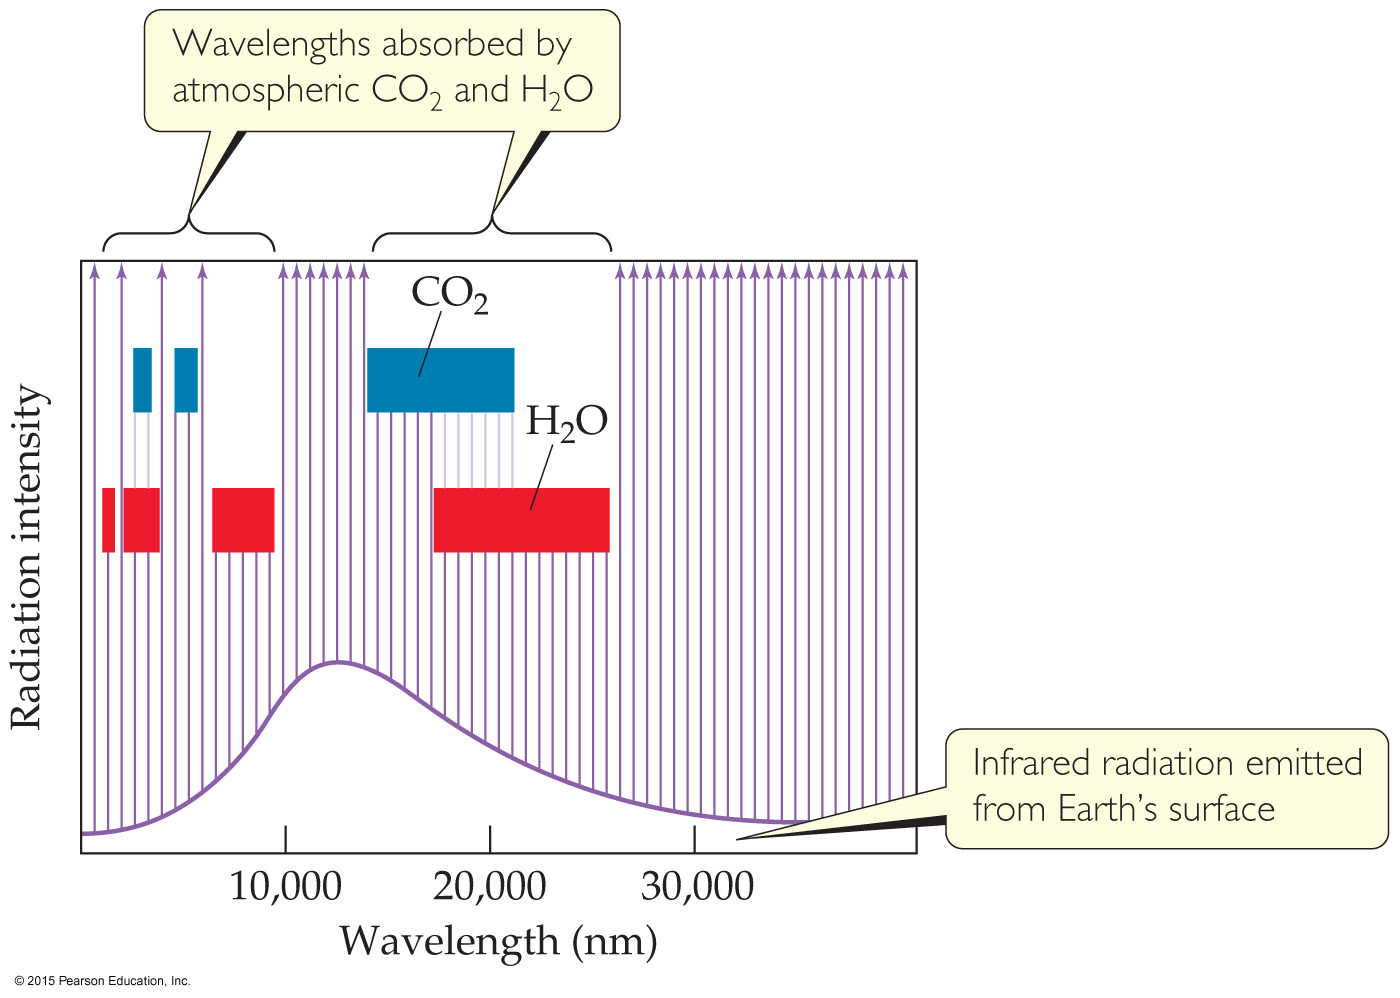 Wavelengths absorbed by
atmospheric CO₂ and H₂O
CO₂
H₂O
Radiation intensity
Infrared radiation emitted
from Earth's surface
10,000 20,000 30,000
Wavelength (nm)
© 2015 Pearson Education, Inc.